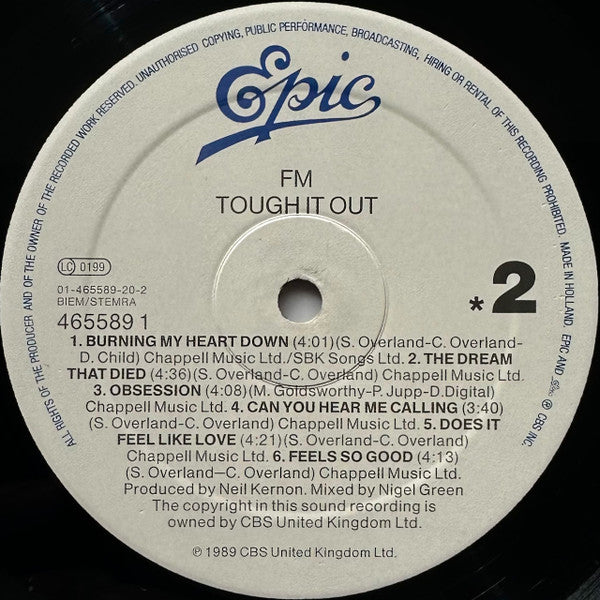 ALL RIGHTS OF THE PRODUCER AND OF THE OWNER OF THE RECORDED WORK RESERVED. UNAUTHORISED COPYING, PUBLIC PERFORMANCE, BROADCASTING, HIRING OR RENTAL OF THIS RECORDING PROHIBITED. MADE IN HOLLAND. EPIC AND Epic ℗ CBS INC.
Epic
FM
TOUGH IT OUT
LC 0199
01-465589-20-2
BIEM/STEMRA
465589 1
*2
1. BURNING MY HEART DOWN (4:01)(S. Overland-C. Overland-
D. Child) Chappell Music Ltd./SBK Songs Ltd. 2. THE DREAM
THAT DIED (4:36)(S. Overland-C. Overland) Chappell Music Ltd.
3. OBSESSION (4:08)(M. Goldsworthy-P. Jupp-D.Digital)
Chappell Music Ltd. 4. CAN YOU HEAR ME CALLING (3:40)
(S. Overland-C. Overland) Chappell Music Ltd. 5. DOES IT
FEEL LIKE LOVE (4:21)(S. Overland-C. Overland)
Chappell Music Ltd. 6. FEELS SO GOOD (4:13)
(S. Overland—C. Overland) Chappell Music Ltd.
Produced by Neil Kernon. Mixed by Nigel Green
The copyright in this sound recording is
owned by CBS United Kingdom Ltd.
℗ 1989 CBS United Kingdom Ltd.